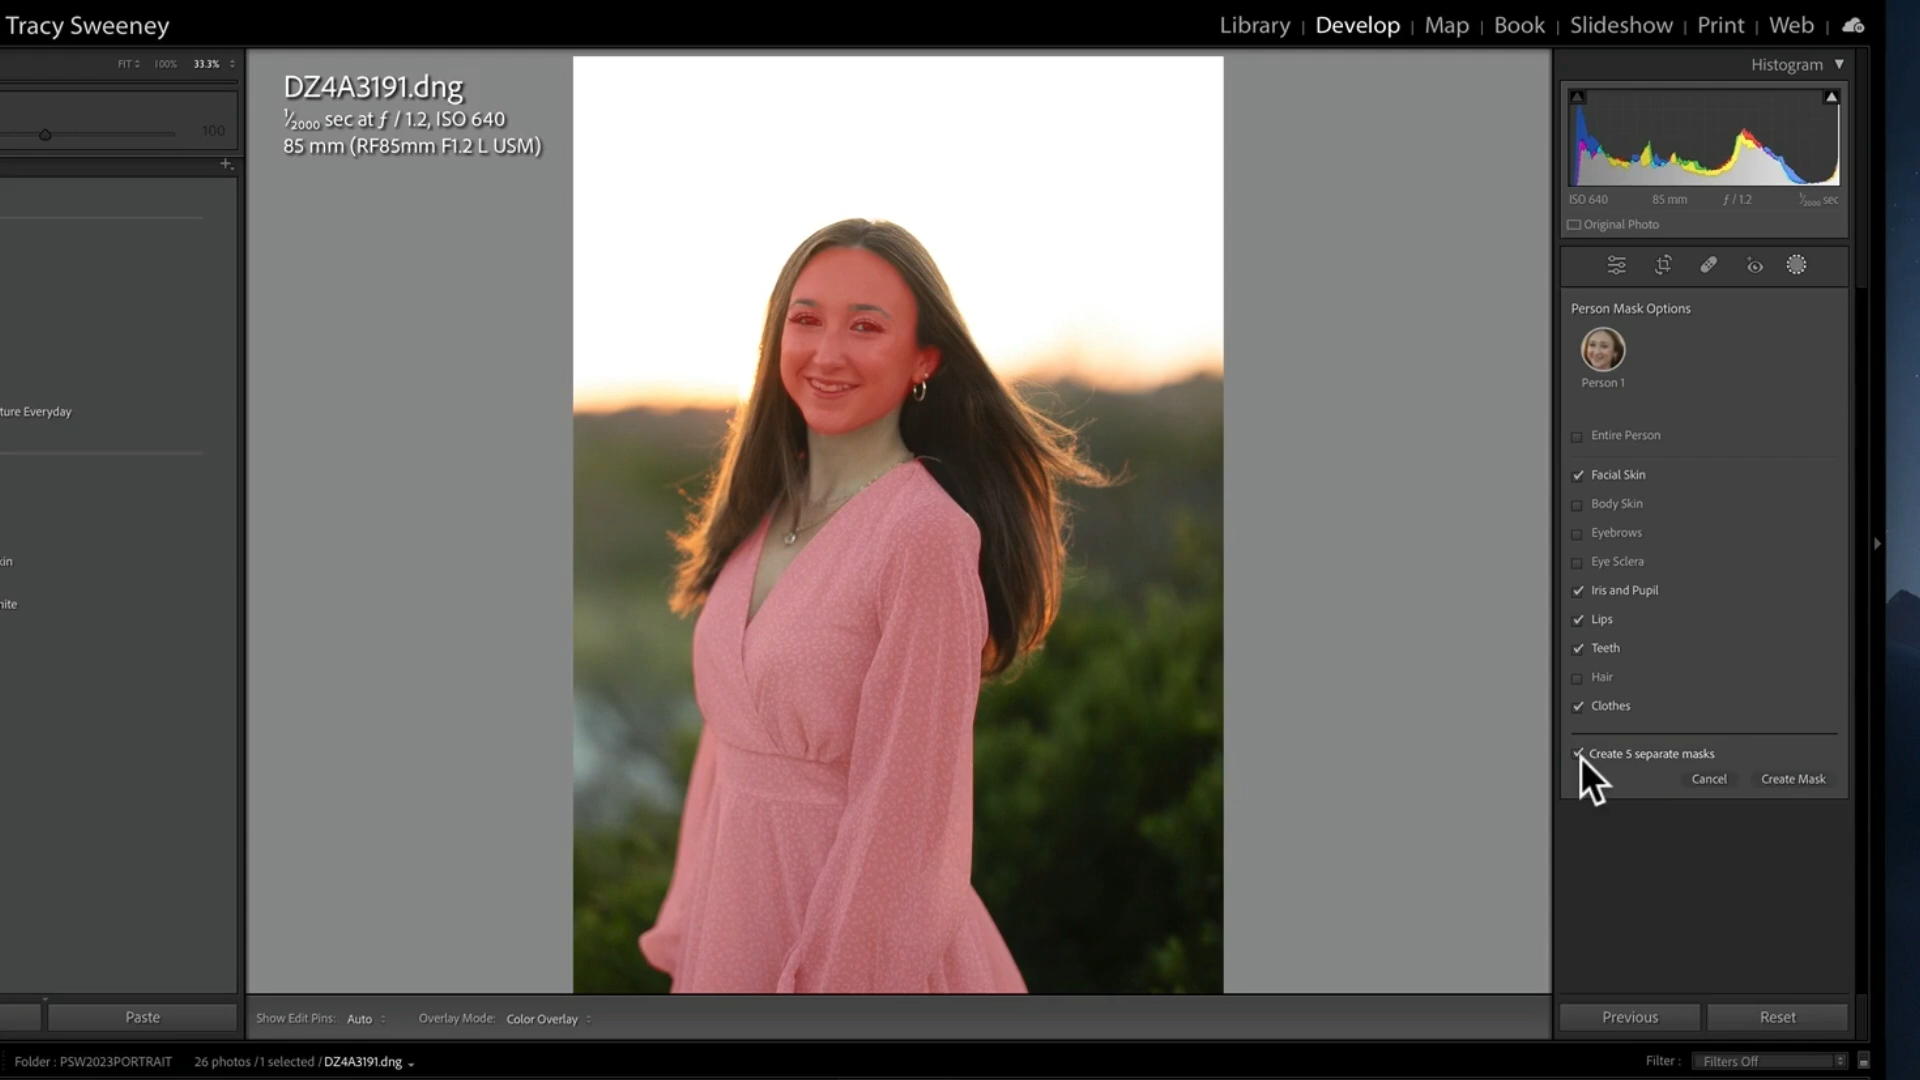 Tracy Sweeney
Library | Develop | Map | Book | Slideshow | Print | Web |
FIT 100% 33.3%
100
ture Everyday
kin
hite
Paste
DZ4A3191.dng
1/2000 sec at ƒ / 1.2, ISO 640
85 mm (RF85mm F1.2 L USM)
Histogram
ISO 640 85 mm ƒ / 1.2 1/2000 sec
Original Photo
Person Mask Options
Person 1
Entire Person
Facial Skin
Body Skin
Eyebrows
Eye Sclera
Iris and Pupil
Lips
Teeth
Hair
Clothes
Create 5 separate masks
Cancel Create Mask
Show Edit Pins: Auto Overlay Mode: Color Overlay
Previous Reset
Folder : PSW2023PORTRAIT 26 photos /1 selected / DZ4A3191.dng
Filter : Filters Off